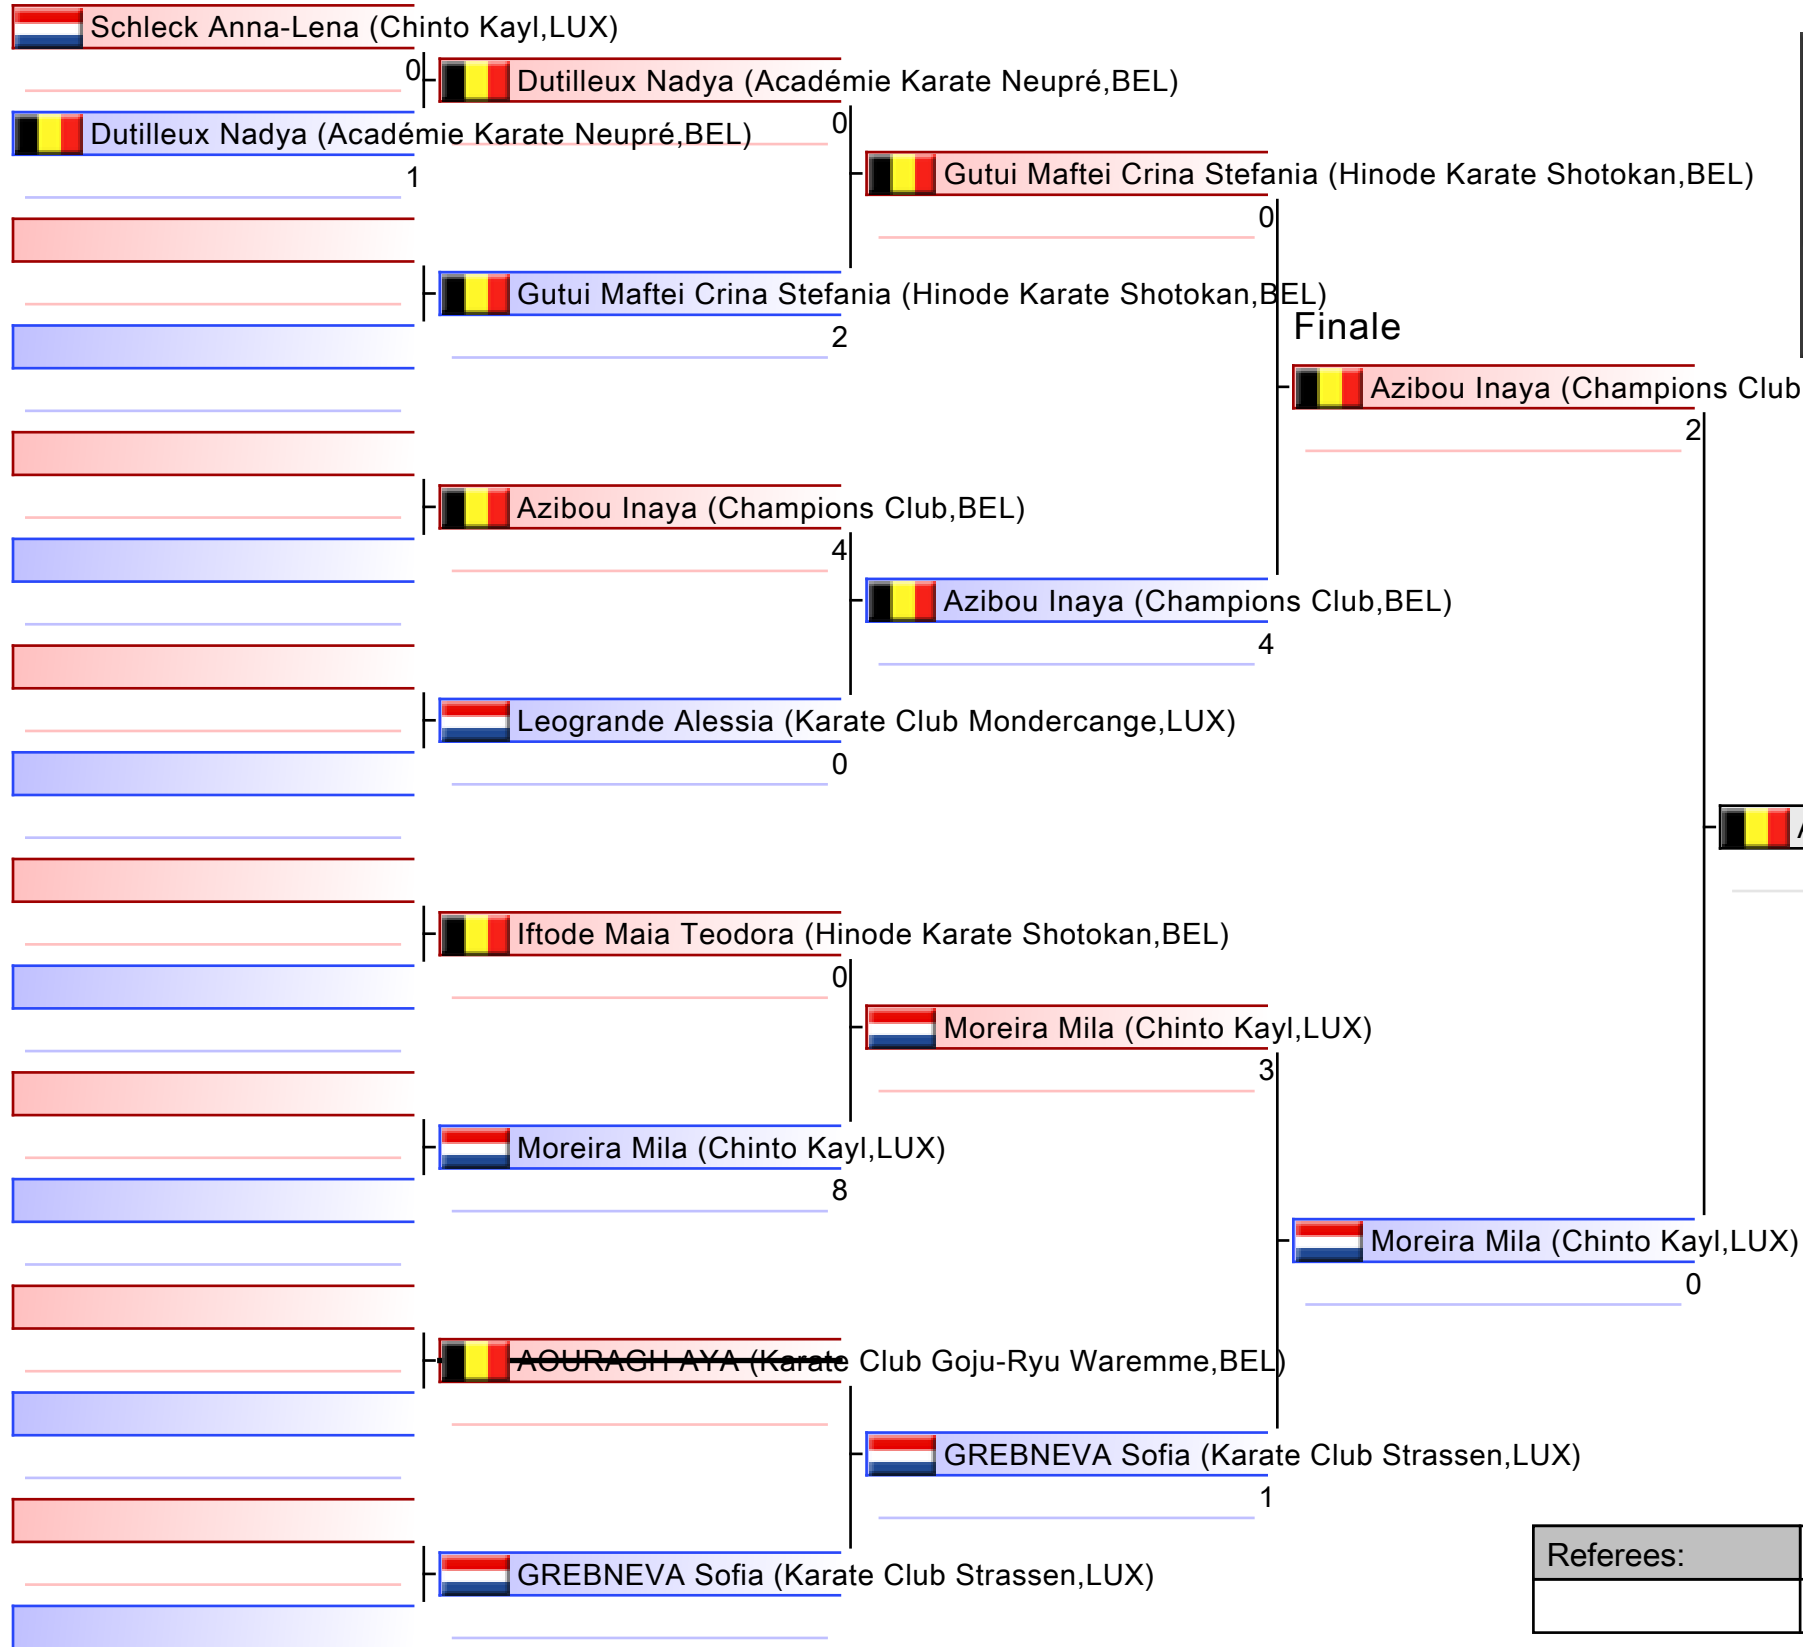 Schleck Anna-Lena (Chinto Kayl,LUX)
0
Dutilleux Nadya (Académie Karate Neupré,BEL)
1
Dutilleux Nadya (Académie Karate Neupré,BEL)
0
Gutui Maftei Crina Stefania (Hinode Karate Shotokan,BEL)
2
Azibou Inaya (Champions Club,BEL)
4
Leogrande Alessia (Karate Club Mondercange,LUX)
0
Iftode Maia Teodora (Hinode Karate Shotokan,BEL)
0
Moreira Mila (Chinto Kayl,LUX)
8
AOURAGH AYA (Karate Club Goju-Ryu Waremme,BEL)
GREBNEVA Sofia (Karate Club Strassen,LUX)
Gutui Maftei Crina Stefania (Hinode Karate Shotokan,BEL)
0
Azibou Inaya (Champions Club,BEL)
4
Moreira Mila (Chinto Kayl,LUX)
3
GREBNEVA Sofia (Karate Club Strassen,LUX)
1
Finale
Azibou Inaya (Champions Club
2
Moreira Mila (Chinto Kayl,LUX)
0
Referees: